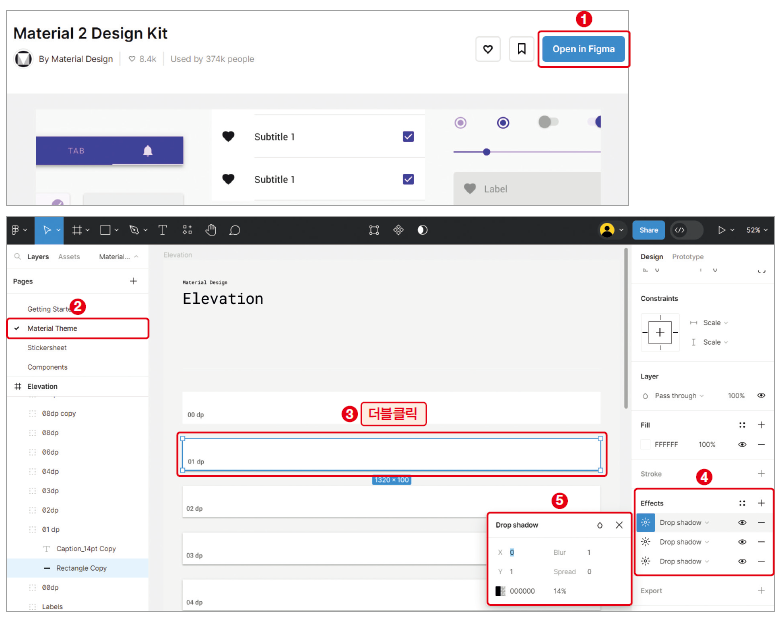 1
Material 2 Design Kit
By Material Design
8.4k
Used by 374k people
Open in Figma
TAB
Subtitle 1
Subtitle 1
Label
Share
52%
Layers
Assets
Material...
Pages
2
Getting Starte
Material Theme
Stickersheet
Components
Elevation
08dp copy
08dp
06dp
04dp
03dp
02dp
01 dp
Caption_14pt Copy
Rectangle Copy
00dp
Labels
Elevation
Material Design
Elevation
00 dp
3 더블클릭
01 dp
1320 × 100
02 dp
03 dp
04 dp
5
Drop shadow
X 0 Blur 1
Y 1 Spread 0
000000 14%
Design
Prototype
Constraints
Scale
Scale
Layer
Pass through 100%
Fill
FFFFFF 100%
Stroke
4
Effects
Drop shadow
Drop shadow
Drop shadow
Export